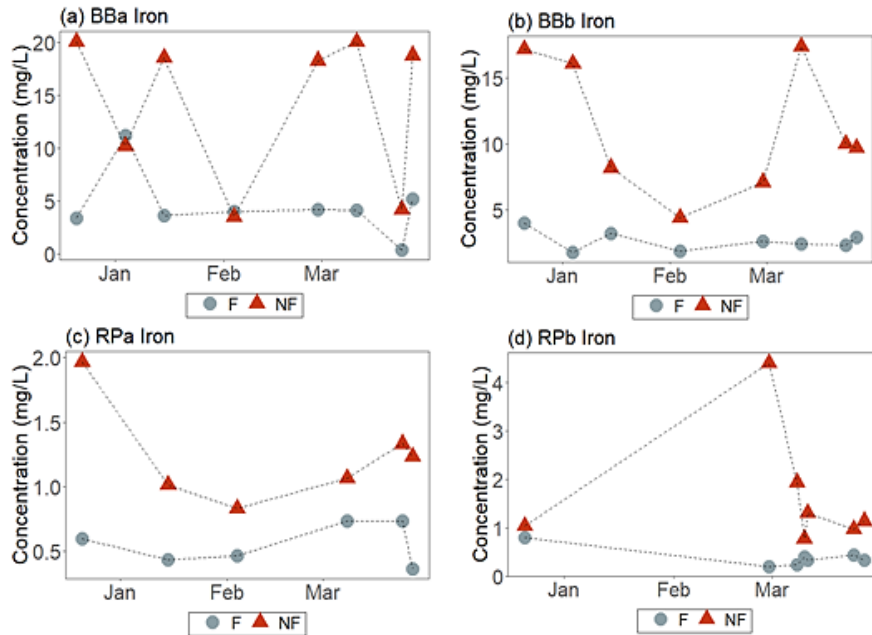 (a) BBa Iron
Concentration (mg/L)
20
15
10
5
0
Jan Feb Mar
F NF
(b) BBb Iron
Concentration (mg/L)
15
10
5
Jan Feb Mar
F NF
(c) RPa Iron
Concentration (mg/L)
2.0
1.5
1.0
0.5
Jan Feb Mar
F NF
(d) RPb Iron
Concentration (mg/L)
4
3
2
1
0
Jan Feb Mar
F NF